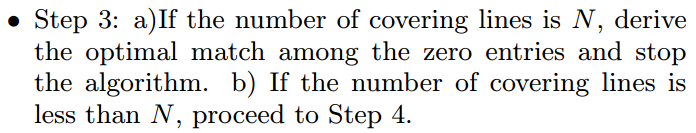 • Step 3: a)If the number of covering lines is N, derive
the optimal match among the zero entries and stop
the algorithm. b) If the number of covering lines is
less than N, proceed to Step 4.